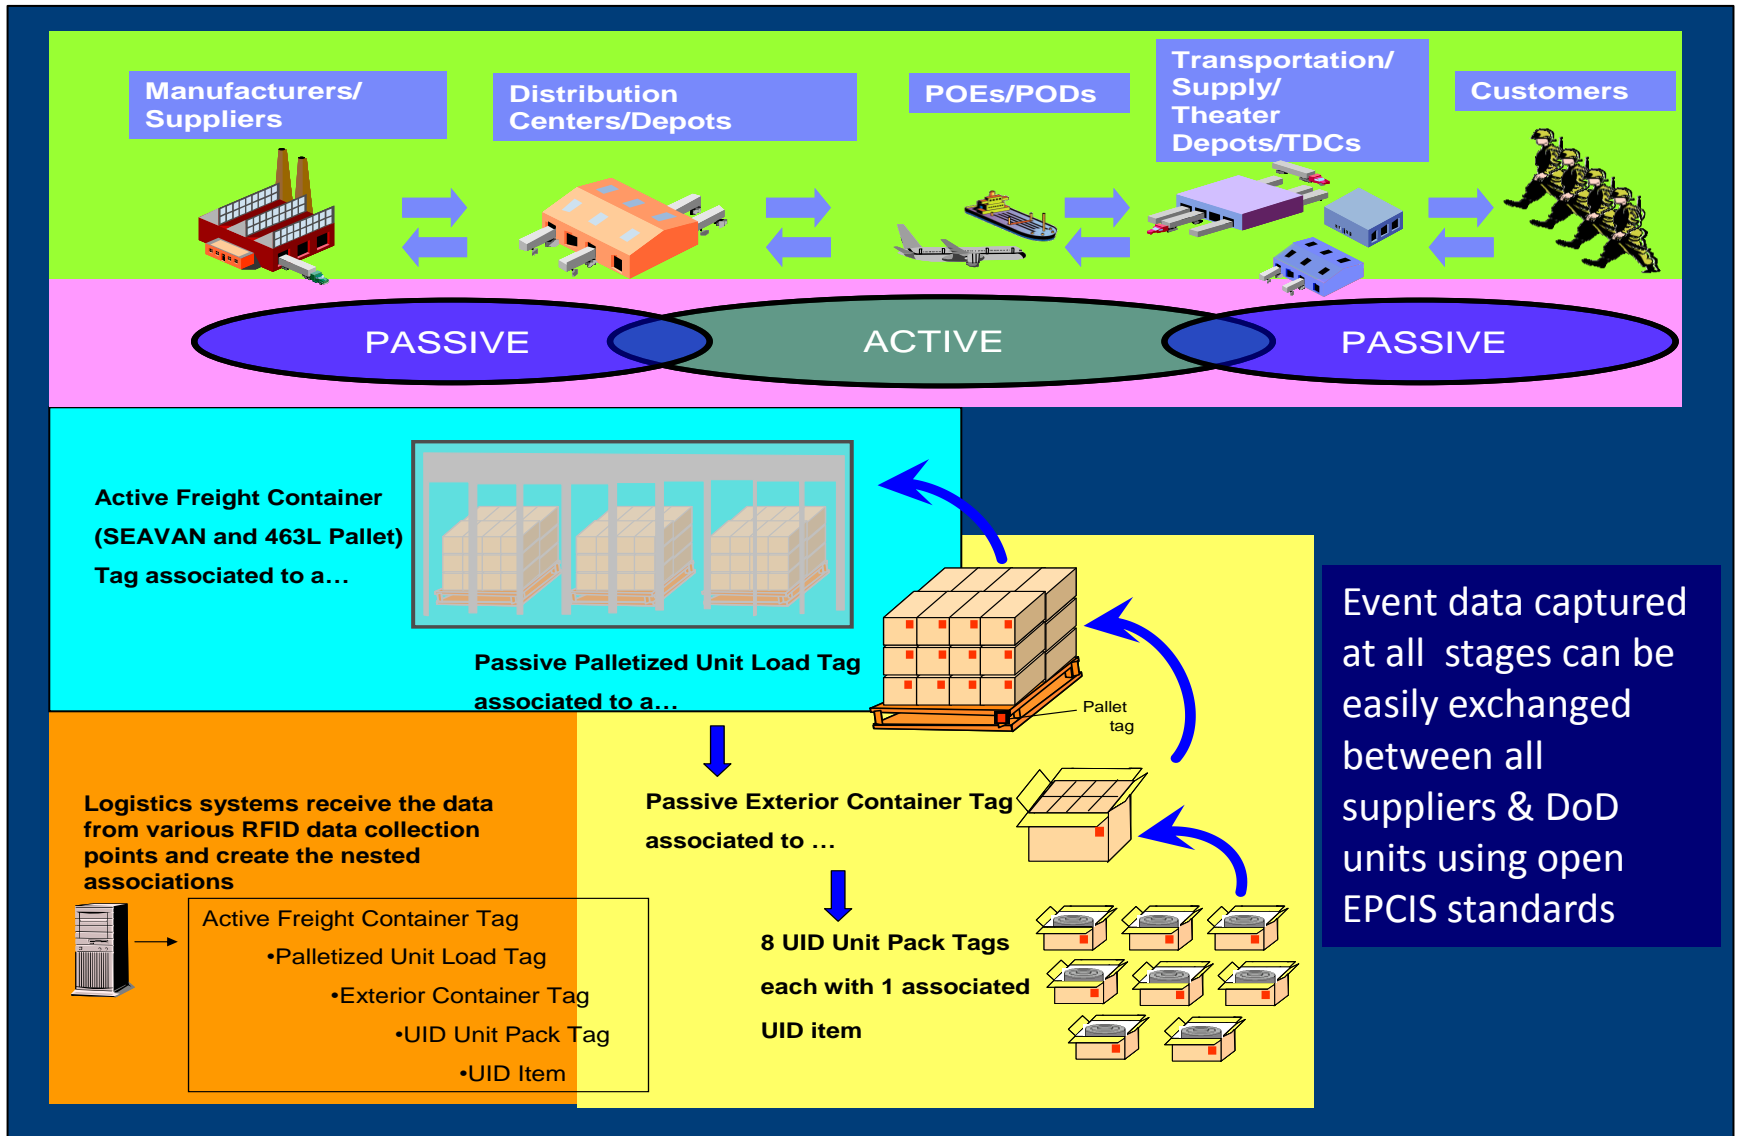 Manufacturers/
Suppliers
Distribution
Centers/Depots
POEs/PODs
Transportation/
Supply/
Theater
Depots/TDCs
Customers
PASSIVE
ACTIVE
PASSIVE
Active Freight Container
(SEAVAN and 463L Pallet)
Tag associated to a…
Passive Palletized Unit Load Tag
associated to a…
Pallet
tag
Passive Exterior Container Tag
associated to …
8 UID Unit Pack Tags
each with 1 associated
UID item
Logistics systems receive the data
from various RFID data collection
points and create the nested
associations
Active Freight Container Tag
•Palletized Unit Load Tag
•Exterior Container Tag
•UID Unit Pack Tag
•UID Item
Event data captured
at all  stages can be
easily exchanged
between all
suppliers & DoD
units using open
EPCIS standards